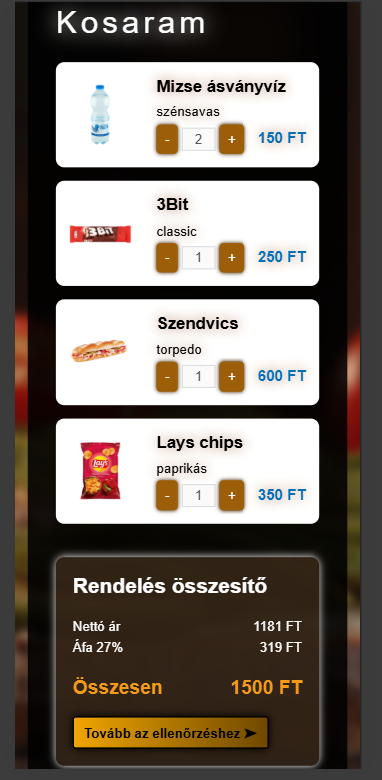 Kosaram
Mizse ásványvíz
szénsavas
- 2 + 150 FT
3Bit
3Bit
classic
- 1 + 250 FT
Szendvics
torpedo
- 1 + 600 FT
Lays chips
Lay's
paprikás
- 1 + 350 FT
Rendelés összesítő
Nettó ár 1181 FT
Áfa 27% 319 FT
Összesen 1500 FT
Tovább az ellenőrzéshez ➤